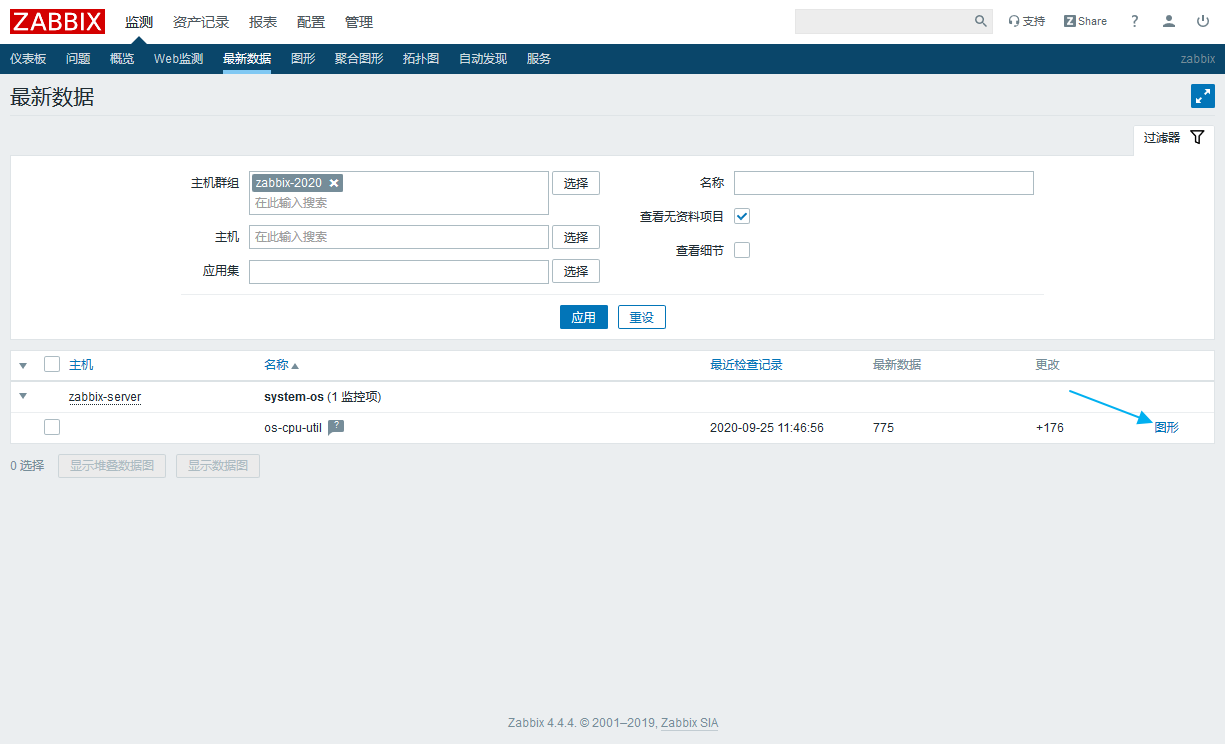 ZABBIX 监测 资产记录 报表 配置 管理 支持 Z Share ?
仪表板 问题 概览 Web监测 最新数据 图形 聚合图形 拓扑图 自动发现 服务 zabbix
最新数据
过滤器
主机群组 zabbix-2020 选择 名称
在此输入搜索
查看无资料项目
主机 在此输入搜索 选择
查看细节
应用集 选择
应用 重设
主机 名称 最近检查记录 最新数据 更改
zabbix-server system-os (1 监控项)
os-cpu-util ? 2020-09-25 11:46:56 775 +176 图形
0 选择 显示堆叠数据图 显示数据图
Zabbix 4.4.4. © 2001–2019, Zabbix SIA